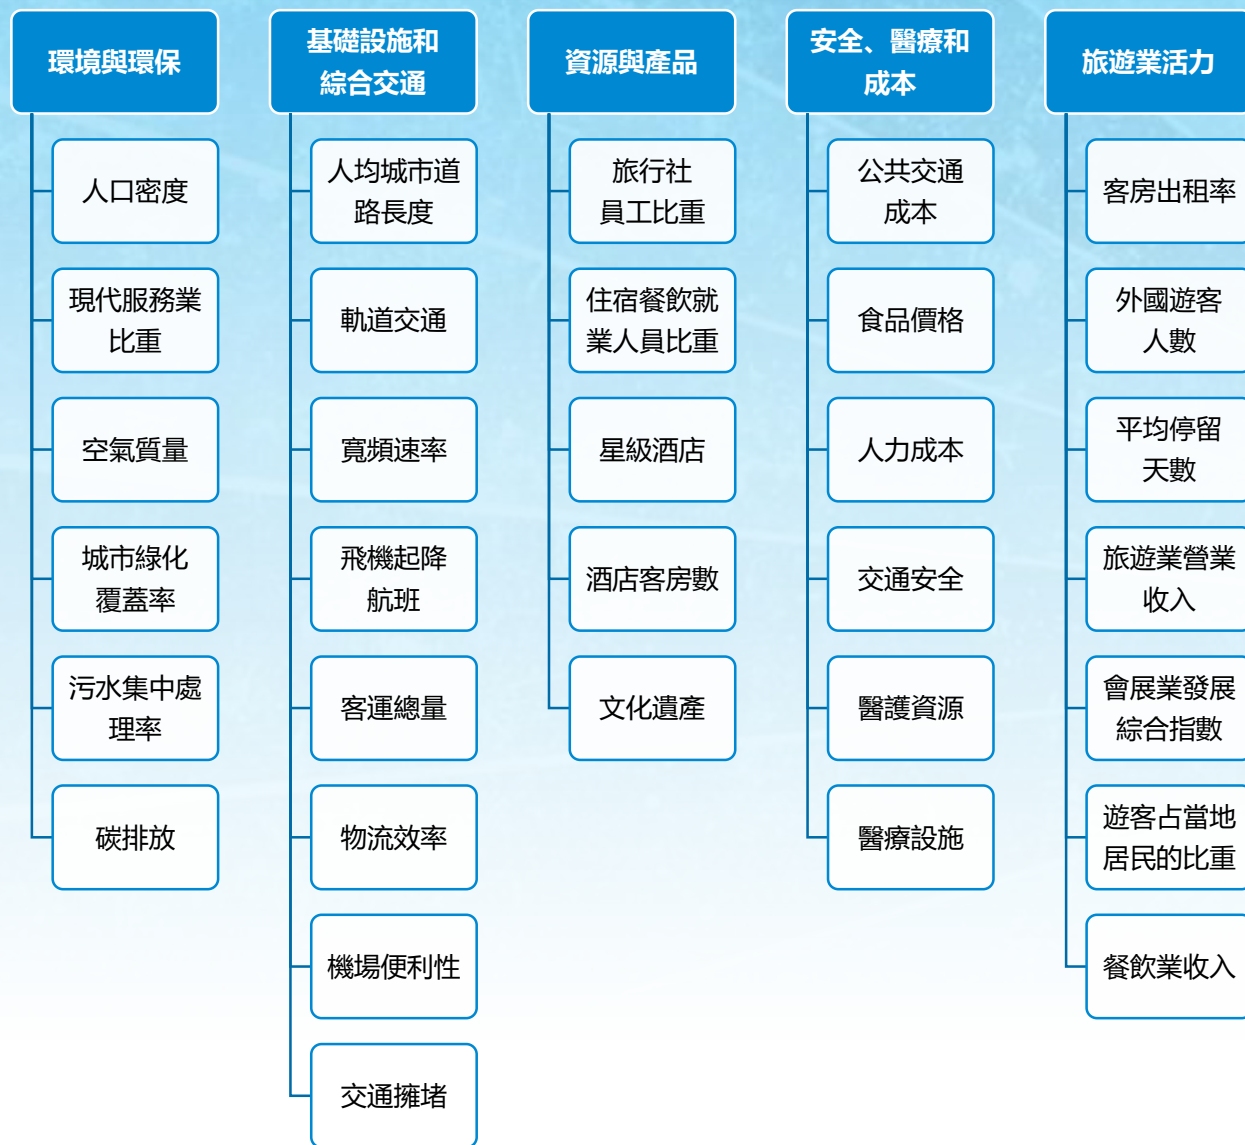 環境與環保
人口密度
現代服務業
比重
空氣質量
城市綠化
覆蓋率
污水集中處
理率
碳排放
基礎設施和
綜合交通
人均城市道
路長度
軌道交通
寬頻速率
飛機起降
航班
客運總量
物流效率
機場便利性
交通擁堵
資源與產品
旅行社
員工比重
住宿餐飲就
業人員比重
星級酒店
酒店客房數
文化遺產
安全、醫療和
成本
公共交通
成本
食品價格
人力成本
交通安全
醫護資源
醫療設施
旅遊業活力
客房出租率
外國遊客
人數
平均停留
天數
旅遊業營業
收入
會展業發展
綜合指數
遊客占當地
居民的比重
餐飲業收入